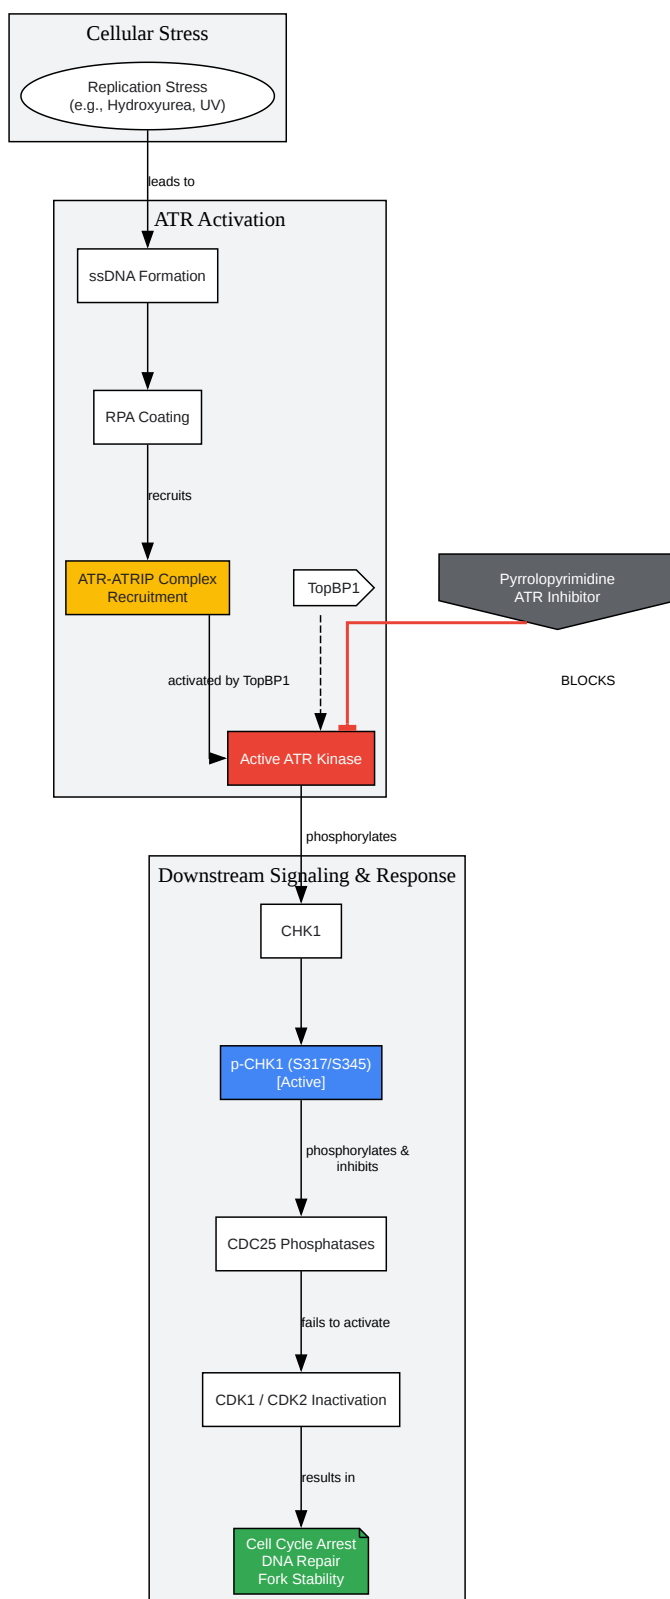 Cellular Stress
Replication Stress
(e.g., Hydroxyurea, UV)
leads to
ATR Activation
ssDNA Formation
RPA Coating
recruits
ATR-ATRIP Complex
Recruitment
TopBP1
Pyrrolopyrimidine
ATR Inhibitor
activated by TopBP1
BLOCKS
Active ATR Kinase
phosphorylates
Downstream Signaling & Response
CHK1
p-CHK1 (S317/S345)
[Active]
phosphorylates &
inhibits
CDC25 Phosphatases
fails to activate
CDK1 / CDK2 Inactivation
results in
Cell Cycle Arrest
DNA Repair
Fork Stability